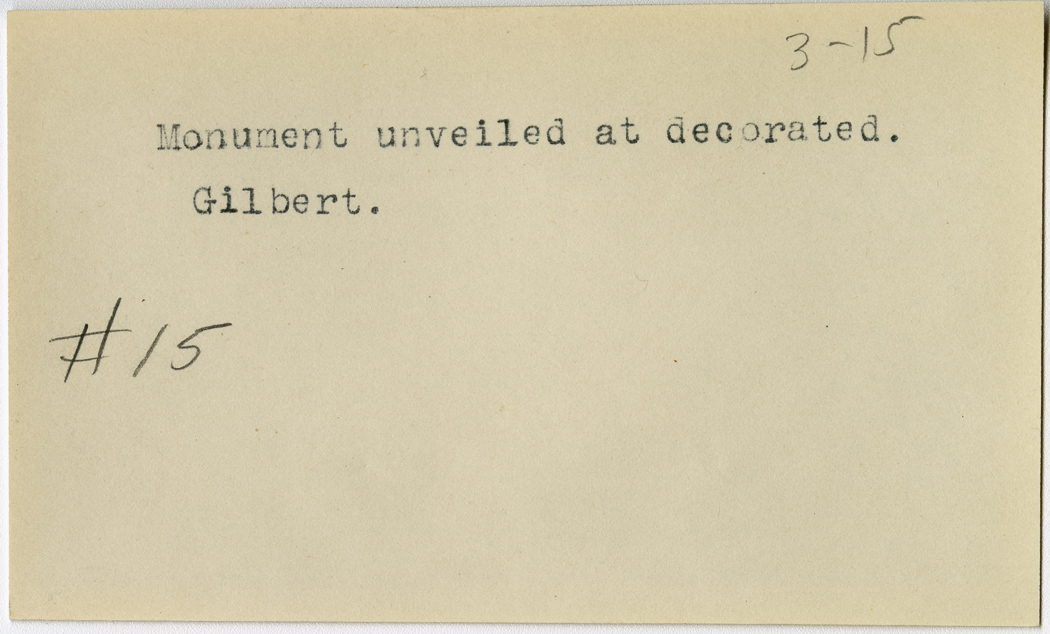 3-15
Monument unveiled at decorated.
Gilbert.
#15